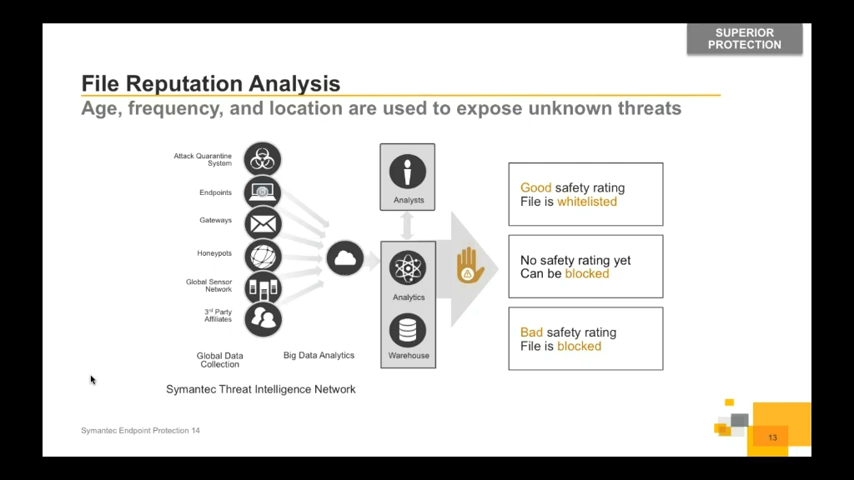 SUPERIOR
PROTECTION
File Reputation Analysis
Age, frequency, and location are used to expose unknown threats
Attack Quarantine
System
Endpoints
Gateways
Honeypots
Global Sensor
Network
3rd Party
Affiliates
Global Data
Collection
Big Data Analytics
Symantec Threat Intelligence Network
Analysts
Analytics
Warehouse
Good safety rating
File is whitelisted
No safety rating yet
Can be blocked
Bad safety rating
File is blocked
Symantec Endpoint Protection 14
13